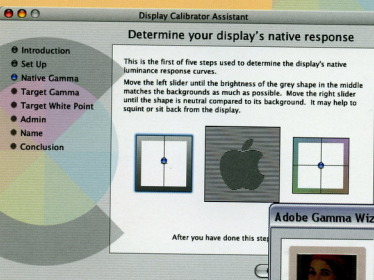 Display Calibrator Assistant
Determine your display's native response
Introduction
Set Up
Native Gamma
Target Gamma
Target White Point
Admin
Name
Conclusion
This is the first of five steps used to determine the display's native
luminance response curves.
Move the left slider until the brightness of the grey shape in the middle
matches the backgrounds as much as possible. Move the right slider
until the shape is neutral compared to its background. It may help to
squint or sit back from the display.
After you have done this step
Adobe Gamma Wiz